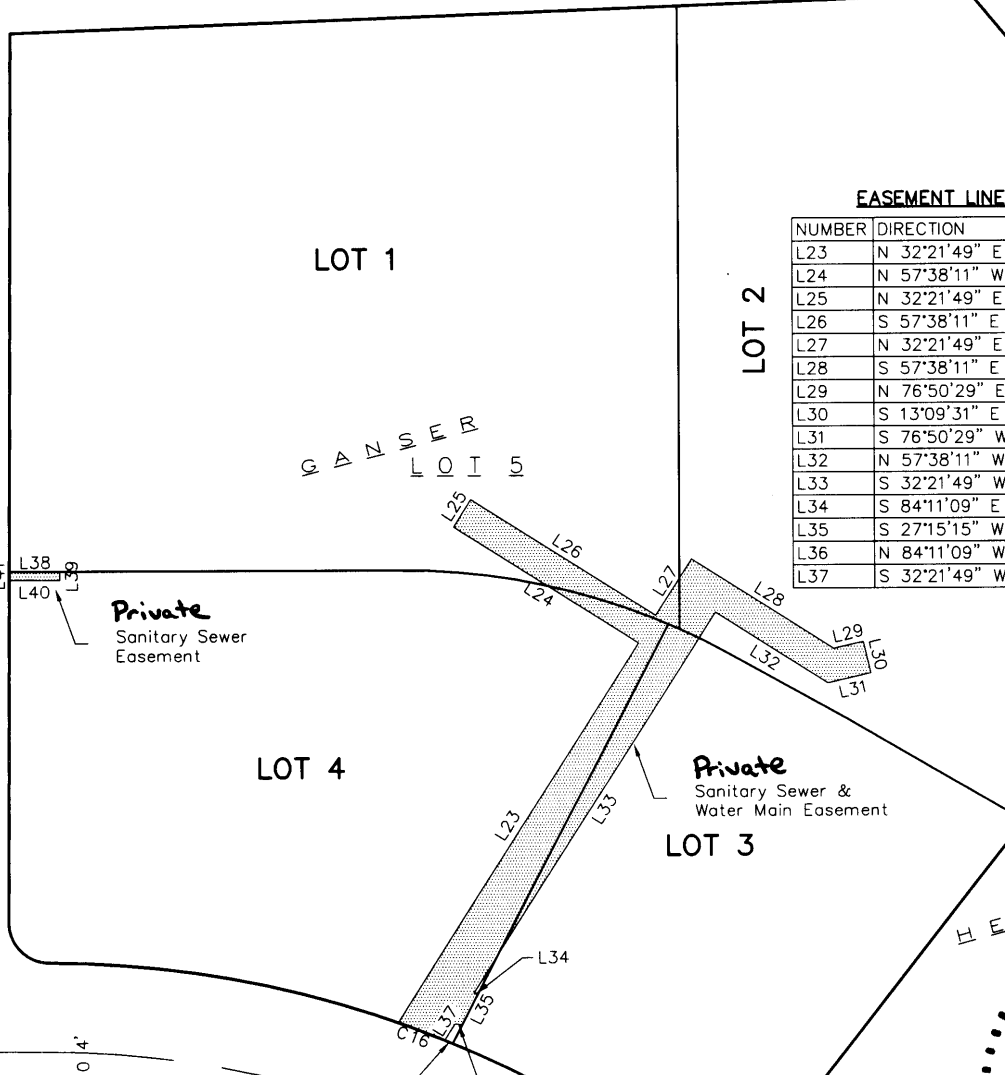 LOT 1
LOT 2
EASEMENT LINE
NUMBER DIRECTION
L23 N 32°21'49" E
L24 N 57°38'11" W
L25 N 32°21'49" E
L26 S 57°38'11" E
L27 N 32°21'49" E
L28 S 57°38'11" E
L29 N 76°50'29" E
L30 S 13°09'31" E
L31 S 76°50'29" W
L32 N 57°38'11" W
L33 S 32°21'49" W
L34 S 84°11'09" E
L35 S 27°15'15" W
L36 N 84°11'09" W
L37 S 32°21'49" W
GANSER
LOT 5
L25
L26
L24
L27
L28
L29
L30
L31
L32
L38
L39
L40
L41
Private
Sanitary Sewer
Easement
LOT 4
L23
L33
Private
Sanitary Sewer &
Water Main Easement
LOT 3
HE
L34
L35
L37
C16
0 4'